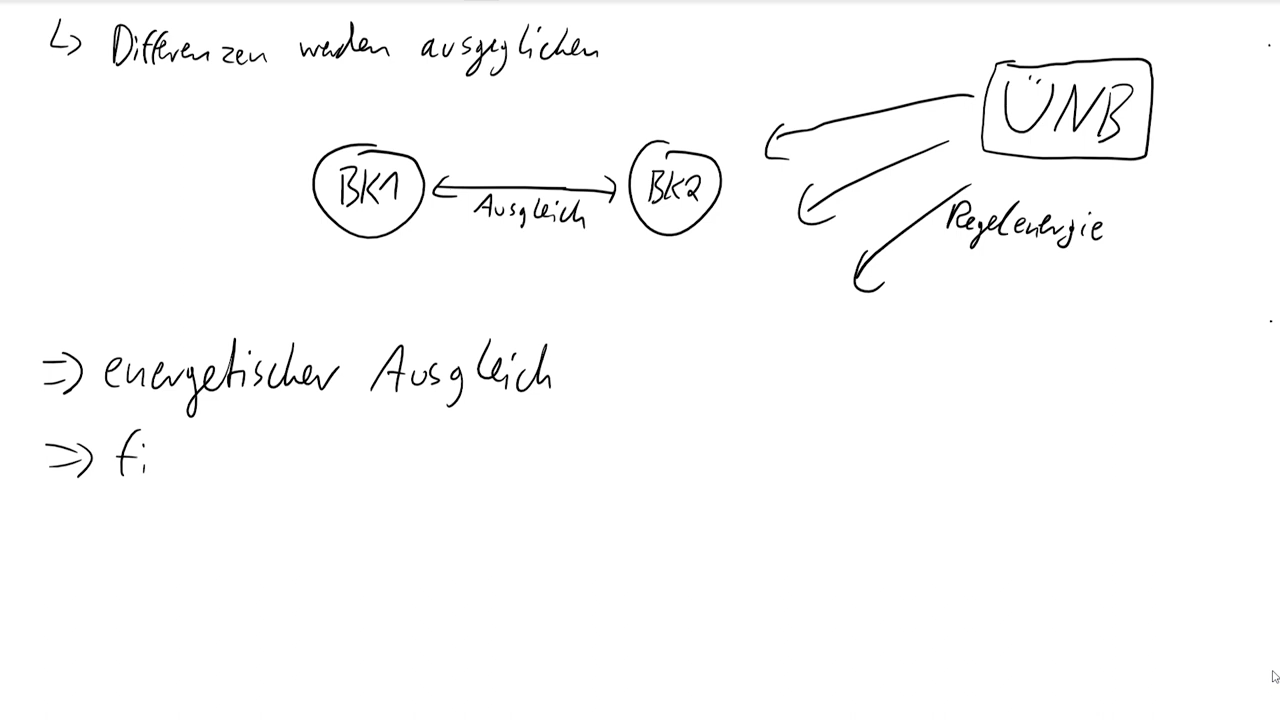 ↳ Differenzen werden ausgeglichen
ÜNB
BK1
Ausgleich
BK2
Regelenergie
⇒ energetischer Ausgleich
⇒ fi